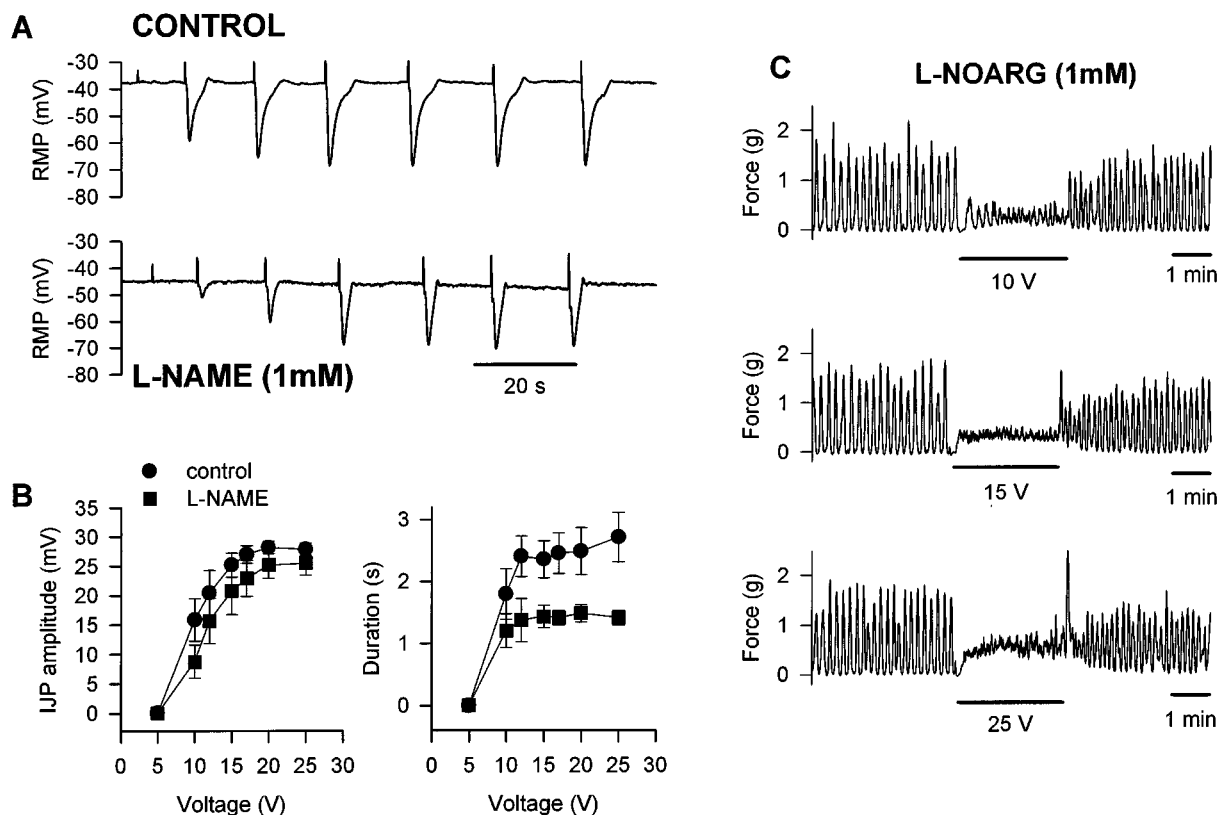 A
CONTROL
RMP (mV)
-30
-40
-50
-60
-70
-80
RMP (mV)
-30
-40
-50
-60
-70
-80
L-NAME (1mM)
20 s
B
control
L-NAME
IJP amplitude (mV)
35
30
25
20
15
10
5
0
0 5 10 15 20 25 30
Voltage (V)
Duration (s)
3
2
1
0
0 5 10 15 20 25 30
Voltage (V)
C
L-NOARG (1mM)
Force (g)
2
1
0
10 V
1 min
Force (g)
2
1
0
15 V
1 min
Force (g)
2
1
0
25 V
1 min